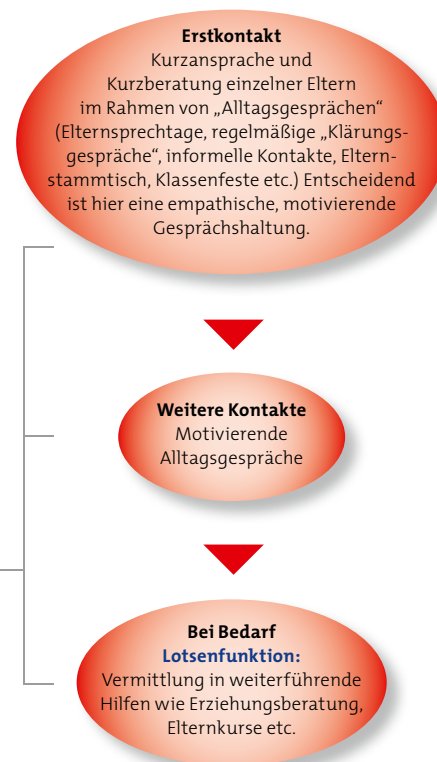 Erstkontakt
Kurzansprache und
Kurzberatung einzelner Eltern
im Rahmen von „Alltagsgesprächen“
(Elternsprechtage, regelmäßige „Klärungs-
gespräche“, informelle Kontakte, Eltern-
stammtisch, Klassenfeste etc.) Entscheidend
ist hier eine empathische, motivierende
Gesprächshaltung.
Weitere Kontakte
Motivierende
Alltagsgespräche
Bei Bedarf
Lotsenfunktion:
Vermittlung in weiterführende
Hilfen wie Erziehungsberatung,
Elternkurse etc.